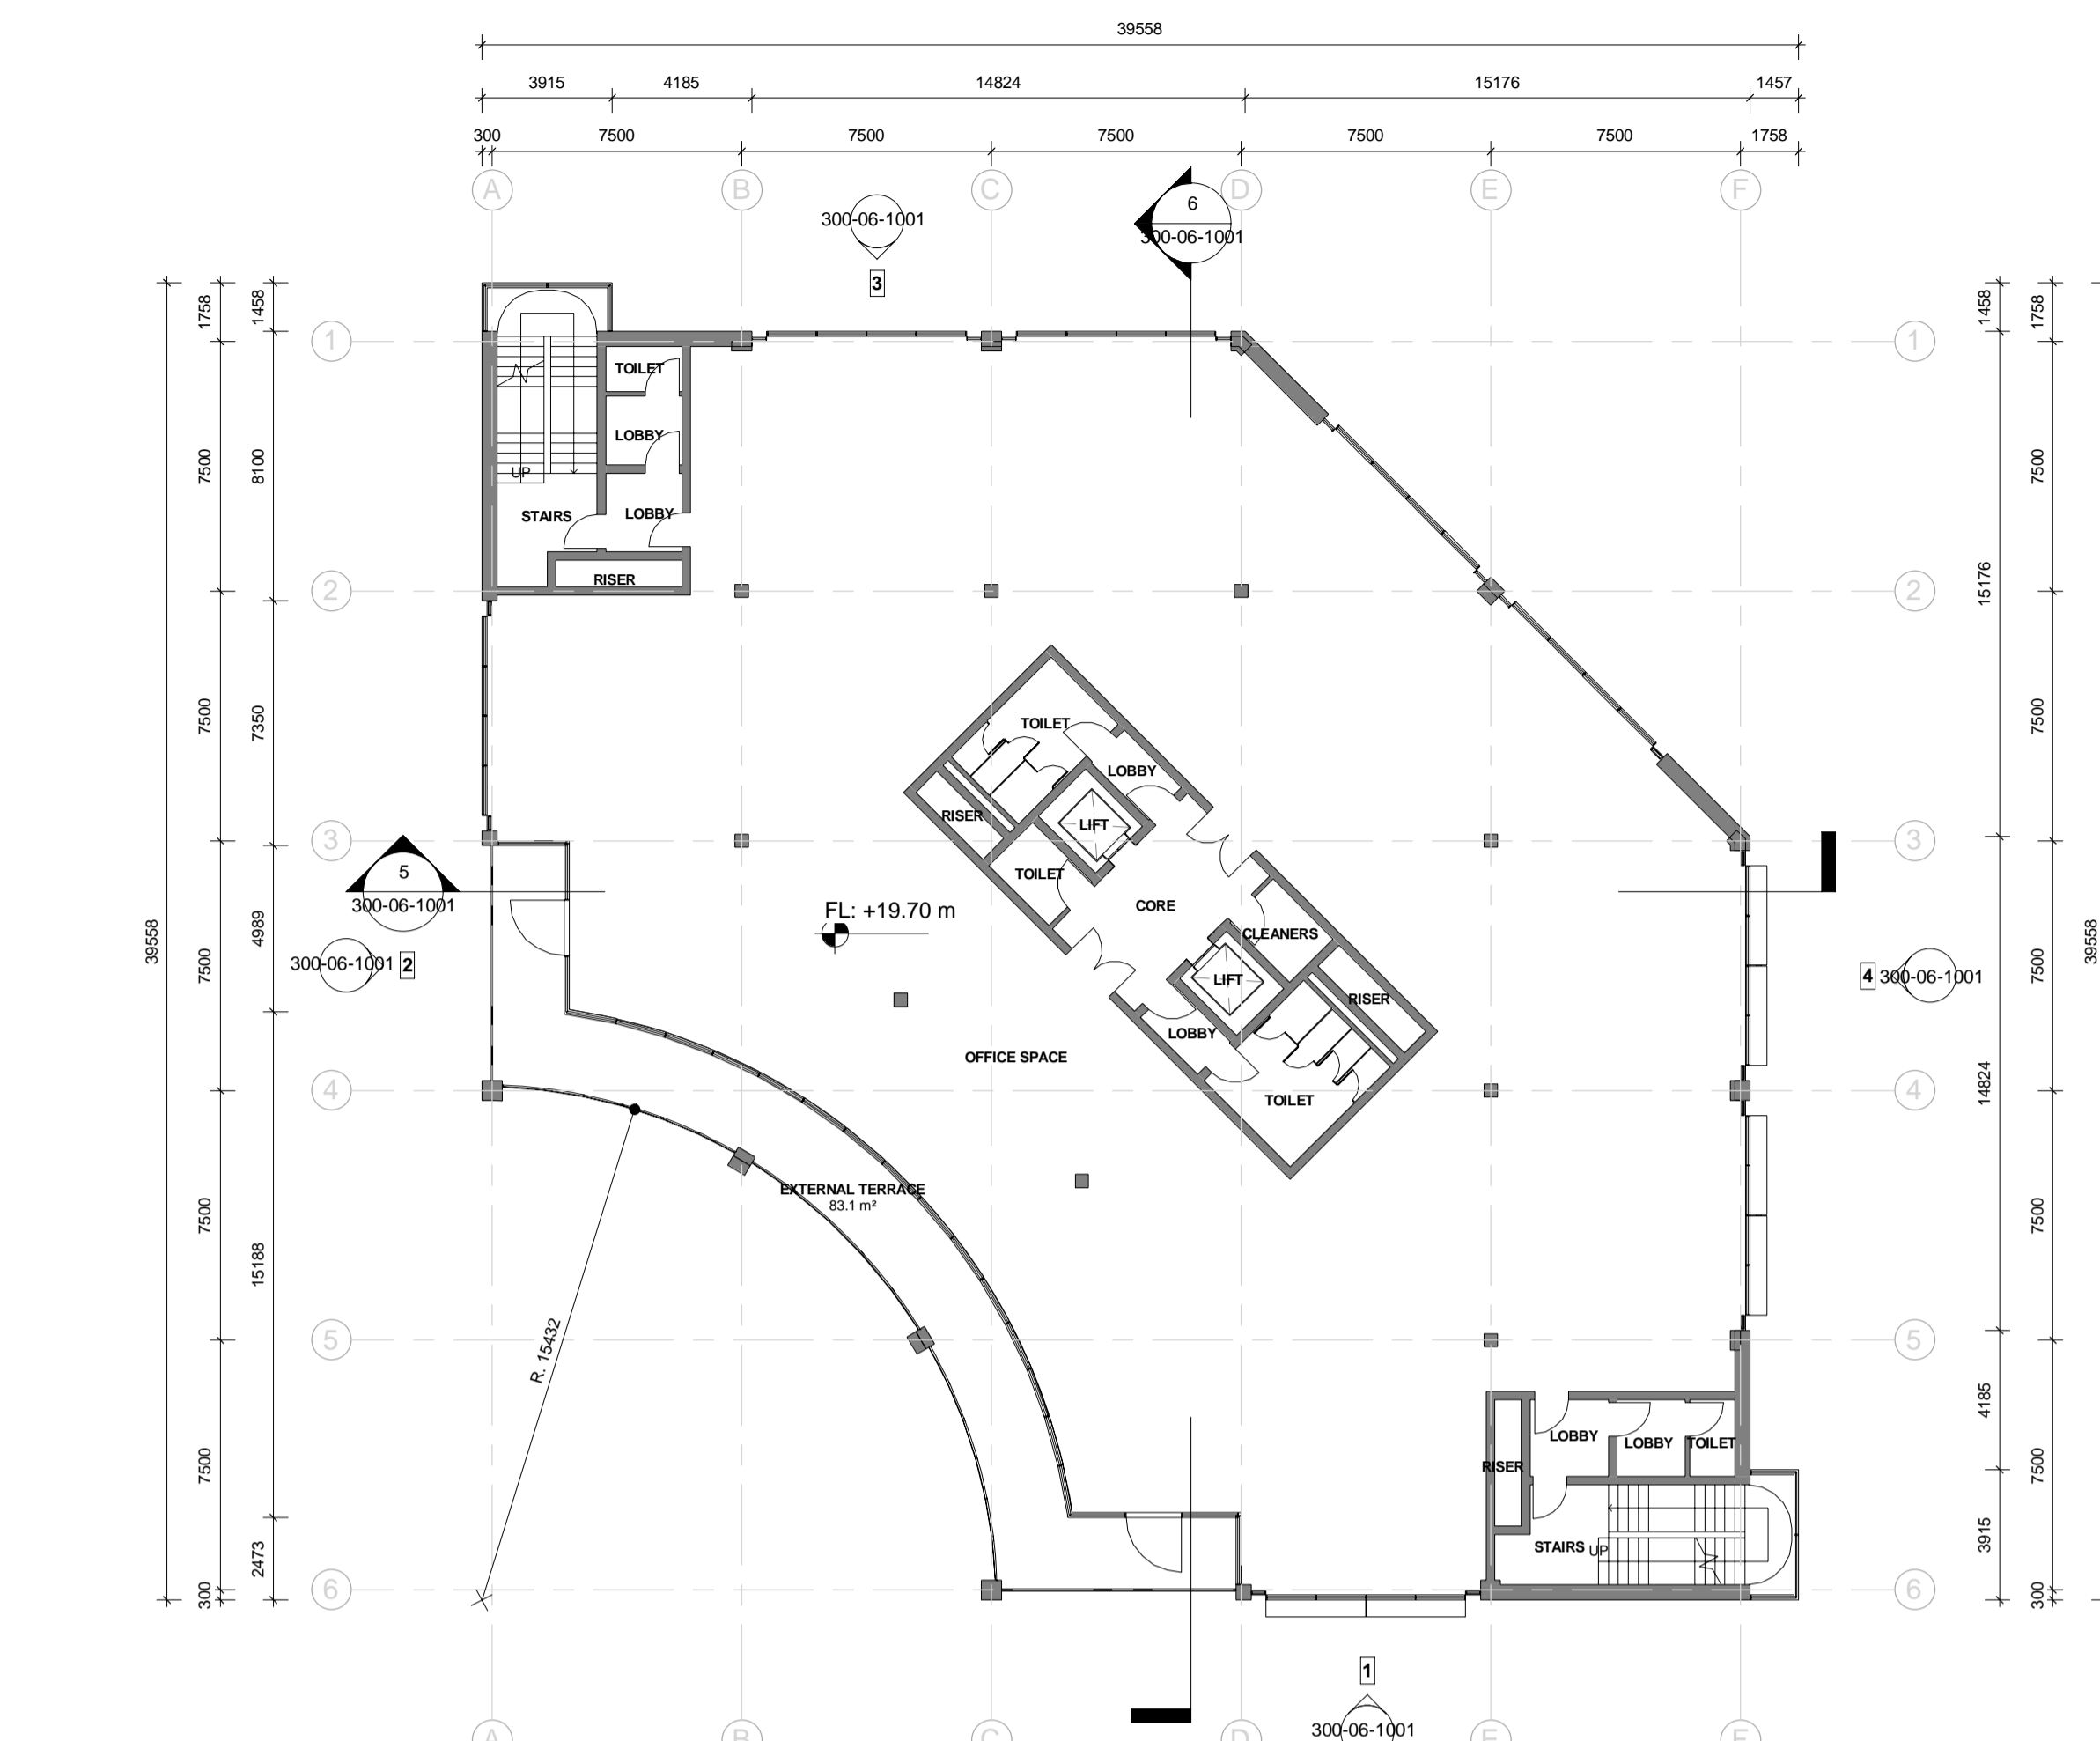 39558
3915 4185 14824 15176 1457
300 7500 7500 7500 7500 7500 1758
A B C D E F
300-06-1001
3
6
300-06-1001
1758 1458 1458 1758
1 1
TOILET
7500 8100 LOBBY 7500
UP
STAIRS LOBBY
RISER
2 2
15176
7500 7350 7500
TOILET
LOBBY
RISER LIFT
3 3
5
300-06-1001
TOILET
CORE
FL: +19.70 m
CLEANERS
39558 4989 39558
300-06-1001 2
7500 7500
4 300-06-1001
LIFT
RISER
LOBBY
OFFICE SPACE
14824
4 4
TOILET
EXTERNAL TERRACE
83.1 m²
7500 7500
15188
5 5
R. 15432
4185
LOBBY LOBBY TOILET
RISER
7500 7500
STAIRS UP
2473 3915
6 6
300 300
1
300-06-1001
A B C D E F